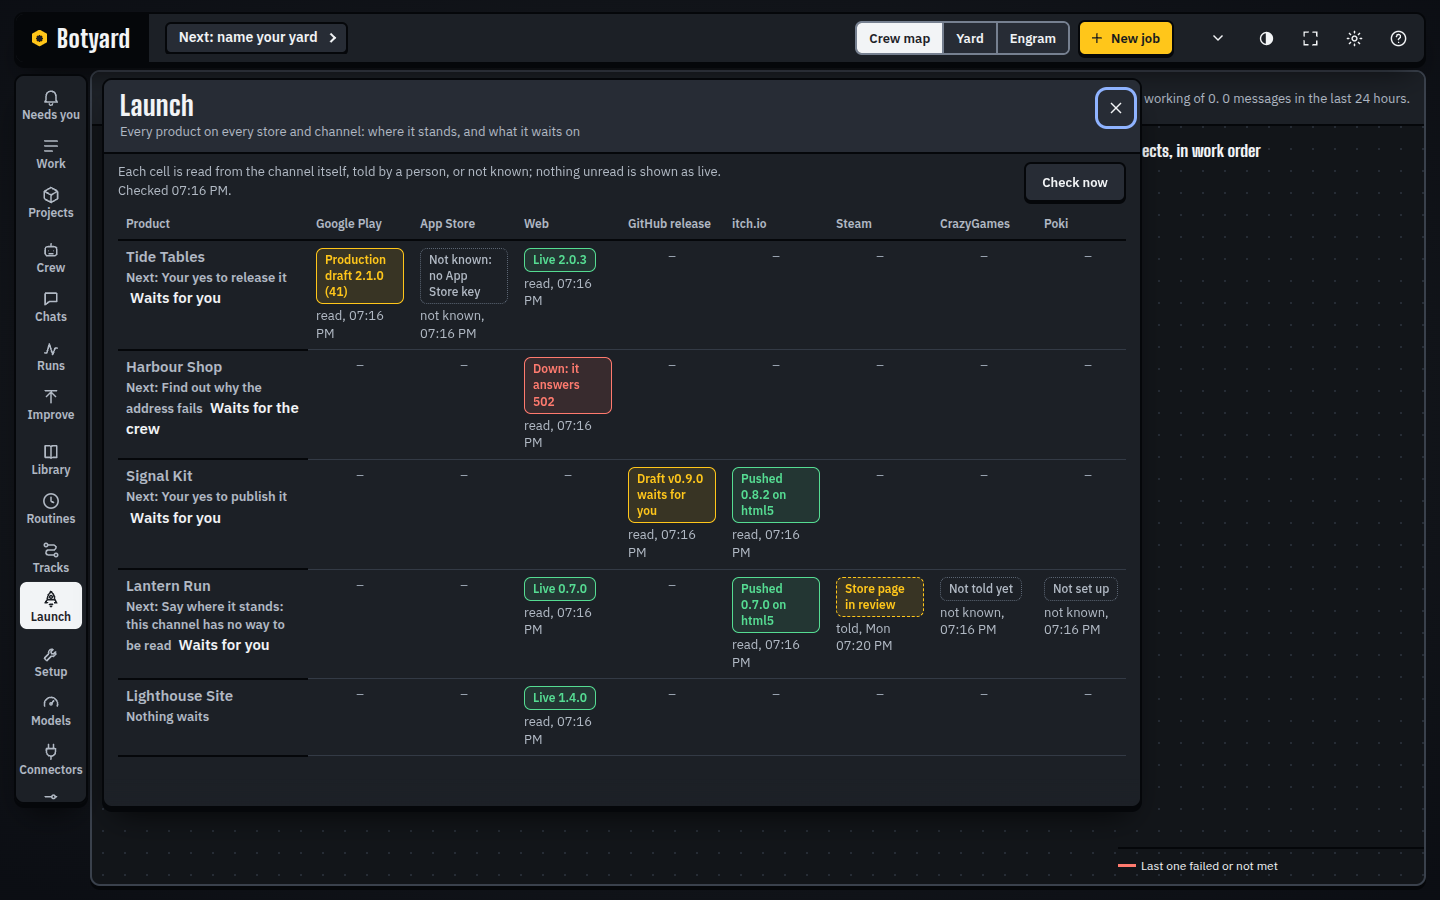 Botyard
Next: name your yard
Crew map
Yard
Engram
New job
Needs you
Work
Projects
Crew
Chats
Runs
Improve
Library
Routines
Tracks
Launch
Setup
Models
Connectors
Launch
Every product on every store and channel: where it stands, and what it waits on
working of 0. 0 messages in the last 24 hours.
ects, in work order
Each cell is read from the channel itself, told by a person, or not known; nothing unread is shown as live.
Checked 07:16 PM.
Check now
Product
Google Play
App Store
Web
GitHub release
itch.io
Steam
CrazyGames
Poki
Tide Tables
Next: Your yes to release it
Waits for you
Production
draft 2.1.0
(41)
read, 07:16
PM
Not known:
no App
Store key
not known,
07:16 PM
Live 2.0.3
read, 07:16
PM
–
–
–
–
–
Harbour Shop
Next: Find out why the
address fails Waits for the
crew
–
–
Down: it
answers
502
read, 07:16
PM
–
–
–
–
–
Signal Kit
Next: Your yes to publish it
Waits for you
–
–
–
Draft v0.9.0
waits for
you
read, 07:16
PM
Pushed
0.8.2 on
html5
read, 07:16
PM
–
–
–
Lantern Run
Next: Say where it stands:
this channel has no way to
be read Waits for you
–
–
Live 0.7.0
read, 07:16
PM
–
Pushed
0.7.0 on
html5
read, 07:16
PM
Store page
in review
told, Mon
07:20 PM
Not told yet
not known,
07:16 PM
Not set up
not known,
07:16 PM
Lighthouse Site
Nothing waits
–
–
Live 1.4.0
read, 07:16
PM
–
–
–
–
–
Last one failed or not met